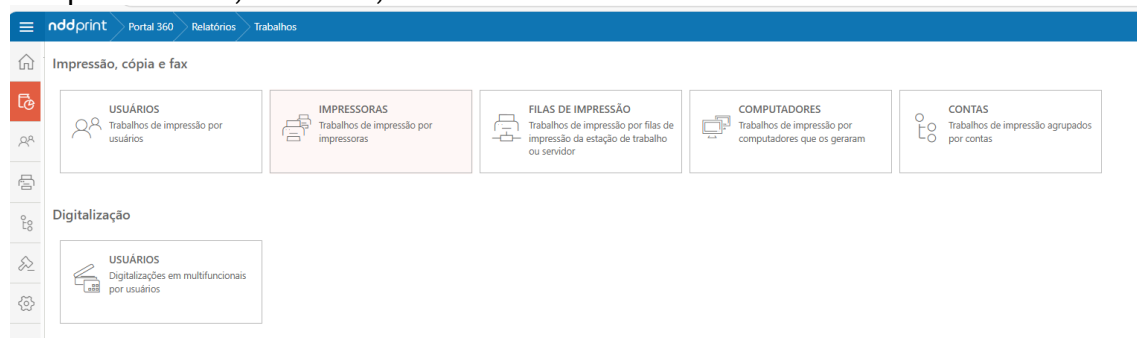 nddprint Portal 360 Relatórios Trabalhos
Impressão, cópia e fax
USUÁRIOS
Trabalhos de impressão por
usuários
IMPRESSORAS
Trabalhos de impressão por
impressoras
FILAS DE IMPRESSÃO
Trabalhos de impressão por filas de
impressão da estação de trabalho
ou servidor
COMPUTADORES
Trabalhos de impressão por
computadores que os geraram
CONTAS
Trabalhos de impressão agrupados
por contas
Digitalização
USUÁRIOS
Digitalizações em multifuncionais
por usuários